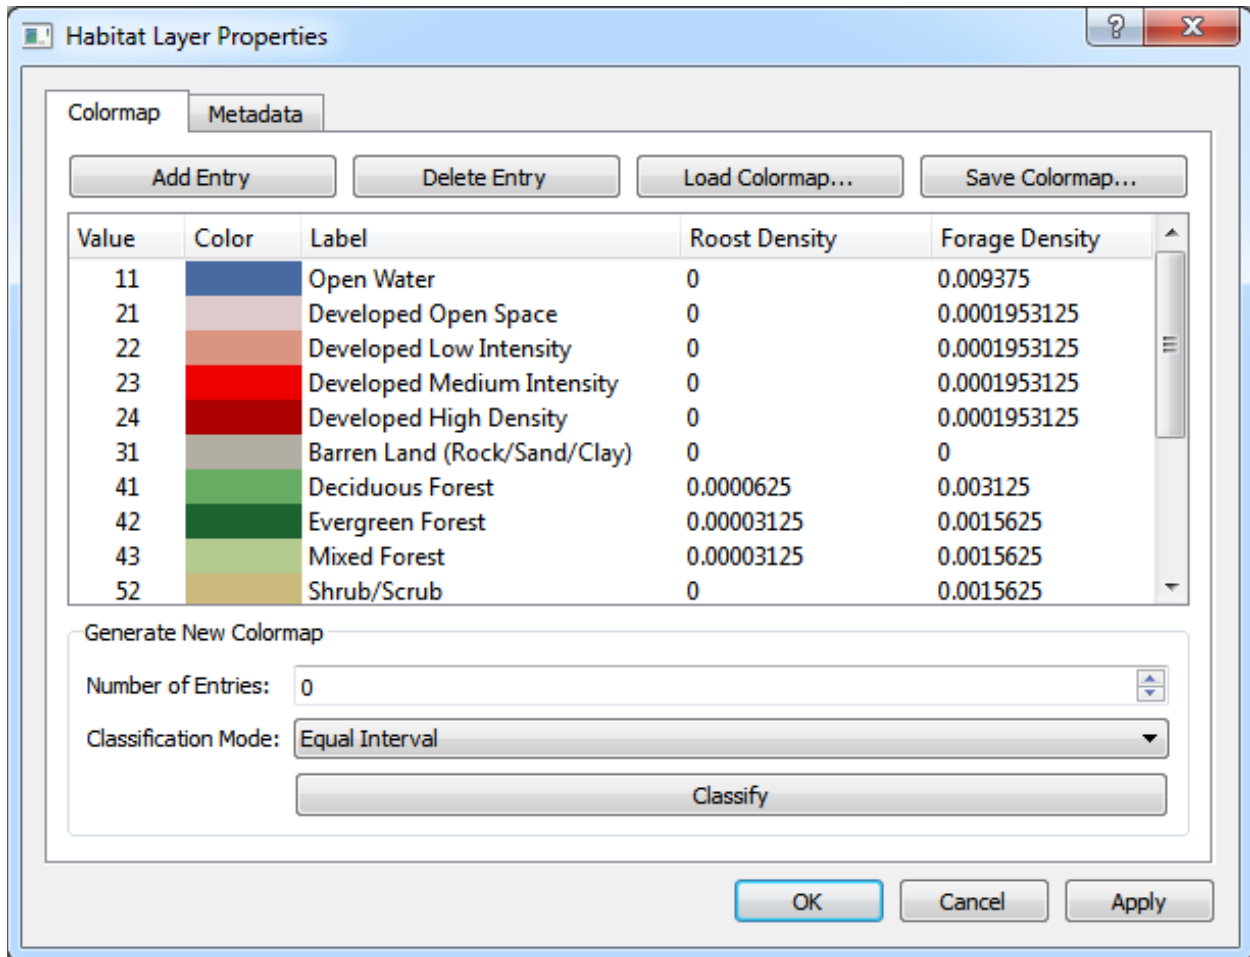 Habitat Layer Properties
Colormap Metadata
Add Entry Delete Entry Load Colormap... Save Colormap...
Value Color Label Roost Density Forage Density
11 Open Water 0 0.009375
21 Developed Open Space 0 0.0001953125
22 Developed Low Intensity 0 0.0001953125
23 Developed Medium Intensity 0 0.0001953125
24 Developed High Density 0 0.0001953125
31 Barren Land (Rock/Sand/Clay) 0 0
41 Deciduous Forest 0.0000625 0.003125
42 Evergreen Forest 0.00003125 0.0015625
43 Mixed Forest 0.00003125 0.0015625
52 Shrub/Scrub 0 0.0015625
Generate New Colormap
Number of Entries: 0
Classification Mode: Equal Interval
Classify
OK Cancel Apply